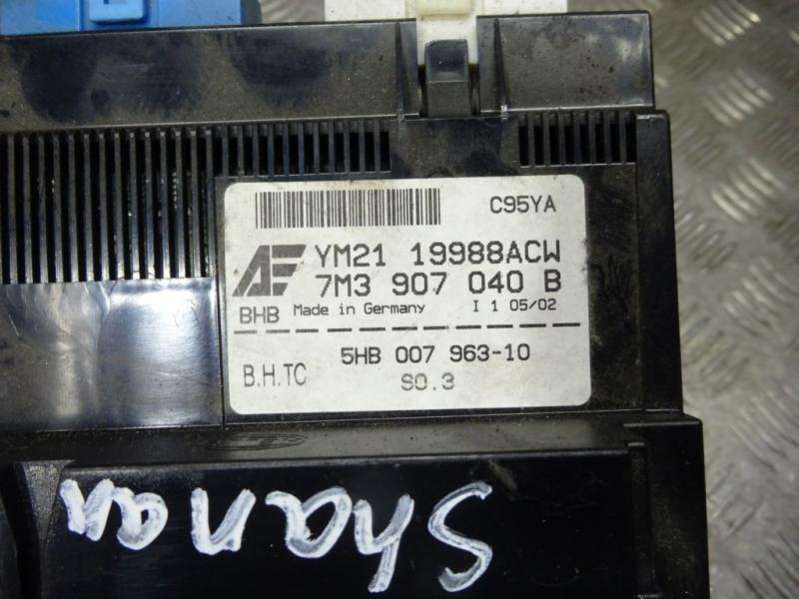 C95YA
AF YM21 19988ACW
7M3 907 040 B
BHB Made in Germany I 1 05/02
5HB 007 963-10
B.H.TC
S0.3
Sharan